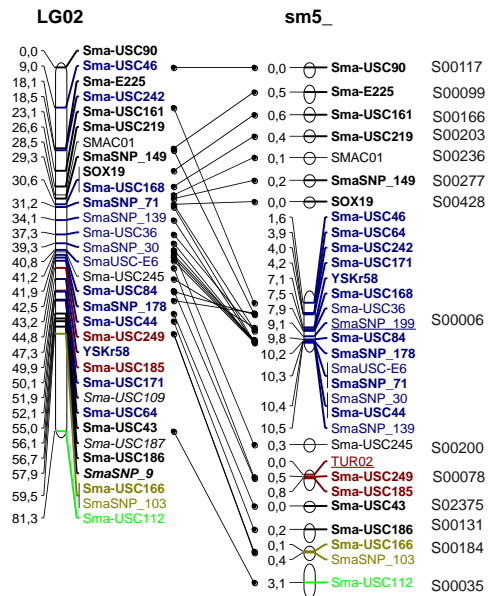 LG02
0,0 Sma-USC90
9,0 Sma-USC46
18,1 Sma-E225
18,5 Sma-USC242
23,1 Sma-USC161
26,6 Sma-USC219
28,5 SMAC01
29,3 SmaSNP_149
SOX19
30,6 Sma-USC168
31,2 SmaSNP_71
34,1 SmaSNP_139
37,3 Sma-USC36
39,3 SmaSNP_30
40,8 SmaUSC-E6
41,2 Sma-USC245
41,9 Sma-USC84
42,5 SmaSNP_178
43,2 Sma-USC44
44,8 Sma-USC249
47,3 YSKr58
49,9 Sma-USC185
50,1 Sma-USC171
51,9 Sma-USC109
52,1 Sma-USC64
55,0 Sma-USC43
56,1 Sma-USC187
56,7 Sma-USC186
57,9 SmaSNP_9
Sma-USC166
59,5 SmaSNP_103
81,3 Sma-USC112
sm5_
0,0 Sma-USC90 S00117
0,5 Sma-E225 S00099
0,6 Sma-USC161 S00166
0,4 Sma-USC219 S00203
0,1 SMAC01 S00236
0,2 SmaSNP_149 S00277
0,0 SOX19 S00428
1,6 Sma-USC46
3,9 Sma-USC64
4,0 Sma-USC242
4,2 Sma-USC171
7,1 YSKr58
7,5 Sma-USC168
7,9 Sma-USC36
9,1 SmaSNP_199 S00006
9,8 Sma-USC84
10,2 SmaSNP_178
10,3 SmaUSC-E6
SmaSNP_71
10,4 SmaSNP_30
Sma-USC44
10,5 SmaSNP_139
0,3 Sma-USC245 S00200
0,0 TUR02
0,5 Sma-USC249 S00078
0,8 Sma-USC185
0,0 Sma-USC43 S02375
0,2 Sma-USC186 S00131
0,1 Sma-USC166 S00184
0,4 SmaSNP_103
3,1 Sma-USC112 S00035